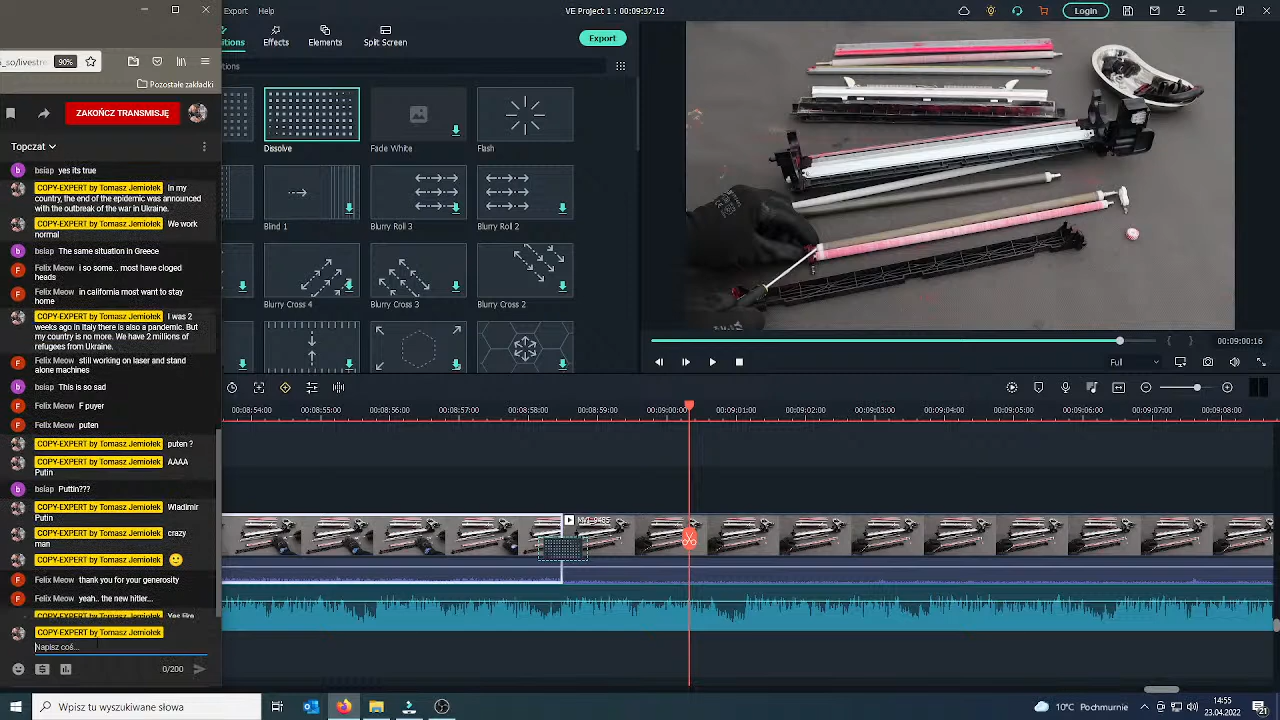 _so/livestre
90%
Pozostałe zakładki
ZAKOŃCZ TRANSMISJĘ
Topczat
bsiap yes its true
COPY-EXPERT by Tomasz Jemiołek In my
country, the end of the epidemic was announced
with the outbreak of the war in Ukraine.
COPY-EXPERT by Tomasz Jemiołek We work
normal
bsiap The same situation in Greece
Felix Meow i so some... most have cloged
heads
Felix Meow in california most want to stay
home
COPY-EXPERT by Tomasz Jemiołek I was 2
weeks ago in Italy there is also a pandemic. But
my country is no more. We have 2 millions of
refugees from Ukraine.
Felix Meow still working on laser and stand
alone machines
bsiap This is so sad
Felix Meow F puyer
Felix Meow puten
COPY-EXPERT by Tomasz Jemiołek puten ?
COPY-EXPERT by Tomasz Jemiołek AAAA
Putin
bsiap Puttin???
COPY-EXPERT by Tomasz Jemiołek Wladimir
Putin
COPY-EXPERT by Tomasz Jemiołek crazy
man
COPY-EXPERT by Tomasz Jemiołek
Felix Meow thank you for your generosity
Felix Meow yeah.. the new hitler...
COPY-EXPERT by Tomasz Jemiołek
COPY-EXPERT by Tomasz Jemiołek
Napisz coś...
0/200
VE Project 1 : 00:09:37:12
Login
itions
Effects
Elements
Split Screen
Export
itions
Dissolve
Fade White
Flash
Blind 1
Blurry Roll 3
Blurry Roll 2
Blurry Cross 4
Blurry Cross 3
Blurry Cross 2
00:09:00:16
Full
00:08:54:00
00:08:55:00
00:08:56:00
00:08:57:00
00:08:58:00
00:08:59:00
00:09:00:00
00:09:01:00
00:09:02:00
00:09:03:00
00:09:04:00
00:09:05:00
00:09:06:00
00:09:07:00
00:09:08:00
MVI_9485
Wpisz tu wyszukiwane słowa
10°C Pochmurnie
14:55
23.04.2022